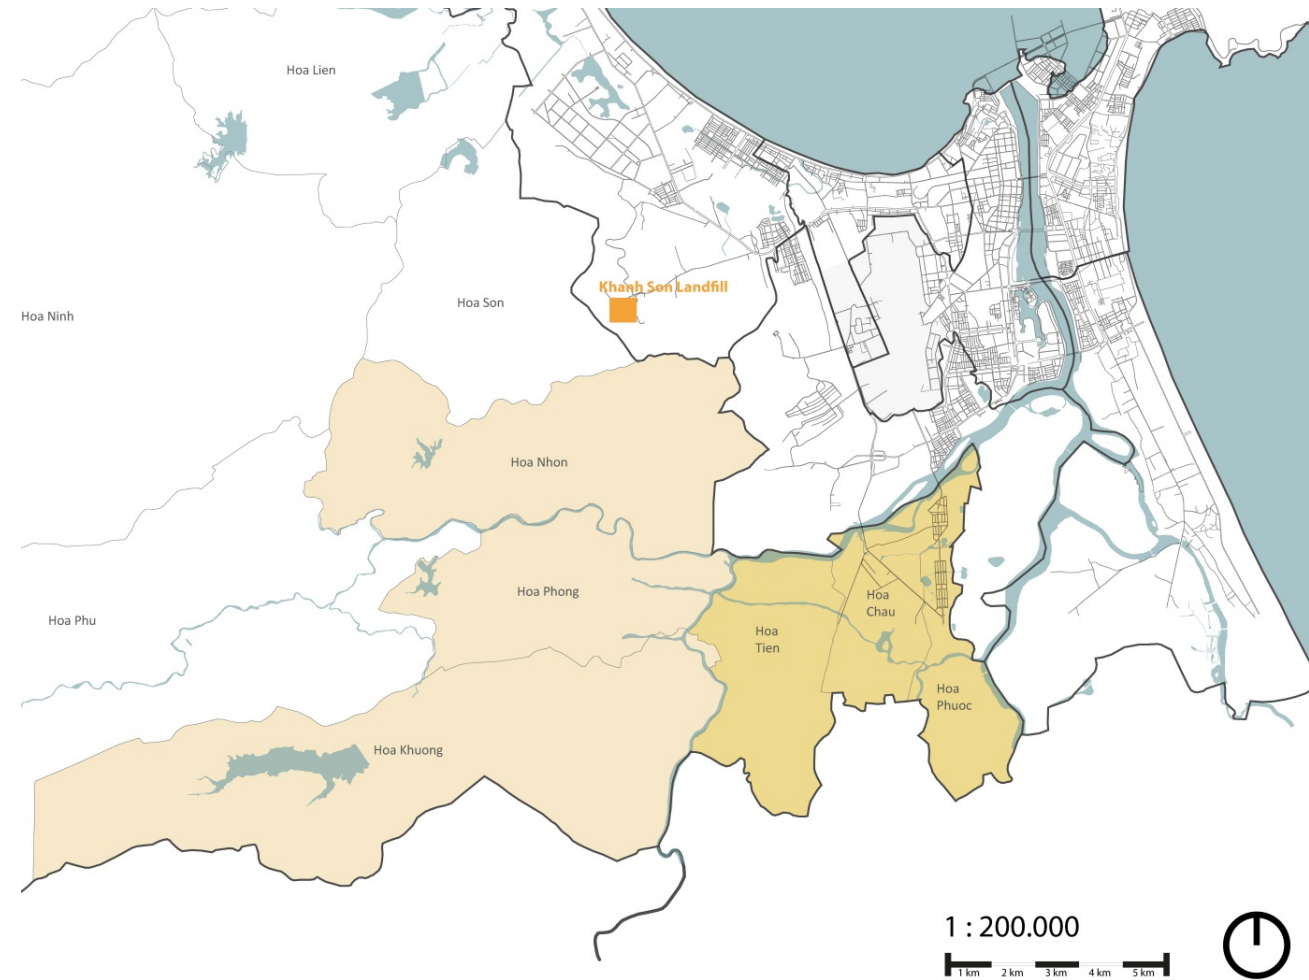 Hoa Lien
Khanh Son Landfill
Hoa Son
Hoa Ninh
Hoa Nhon
Hoa Phong
Hoa
Chau
Hoa Phu
Hoa
Tien
Hoa
Phuoc
Hoa Khuong
1 : 200.000
1 km 2 km 3 km 4 km 5 km